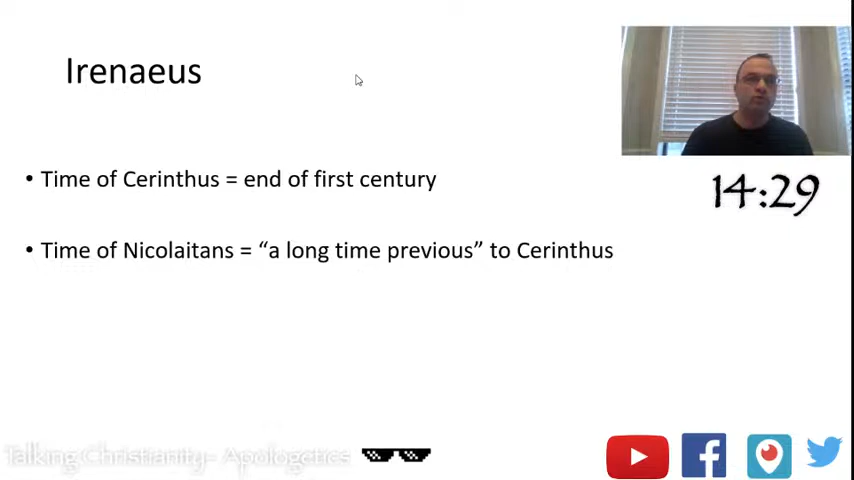 Irenaeus
• Time of Cerinthus = end of first century
14:29
• Time of Nicolaitans = “a long time previous” to Cerinthus
Talking Christianity- Apologetics